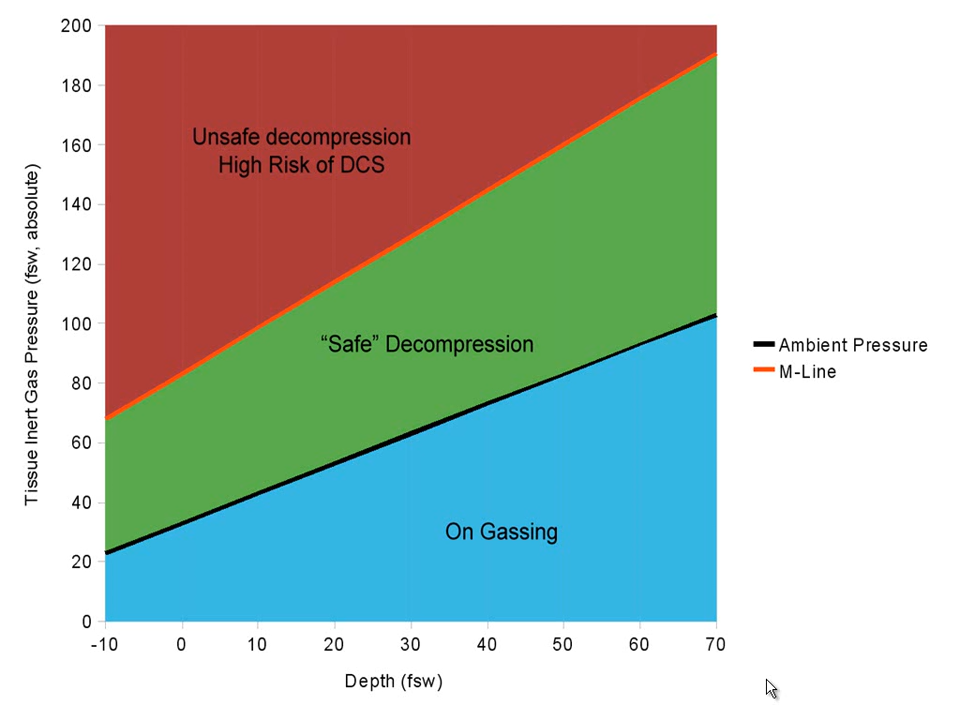 200
180
160
140
120
100
80
60
40
20
0
Tissue Inert Gas Pressure (fsw, absolute)
Unsafe decompression
High Risk of DCS
“Safe” Decompression
On Gassing
Ambient Pressure
M-Line
-10 0 10 20 30 40 50 60 70
Depth (fsw)